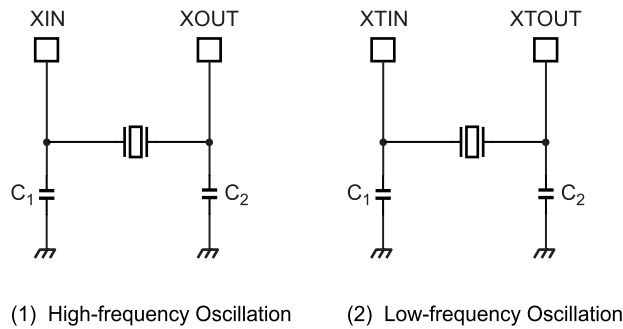 XIN XOUT XTIN XTOUT
C1 C2 C1 C2
(1) High-frequency Oscillation (2) Low-frequency Oscillation